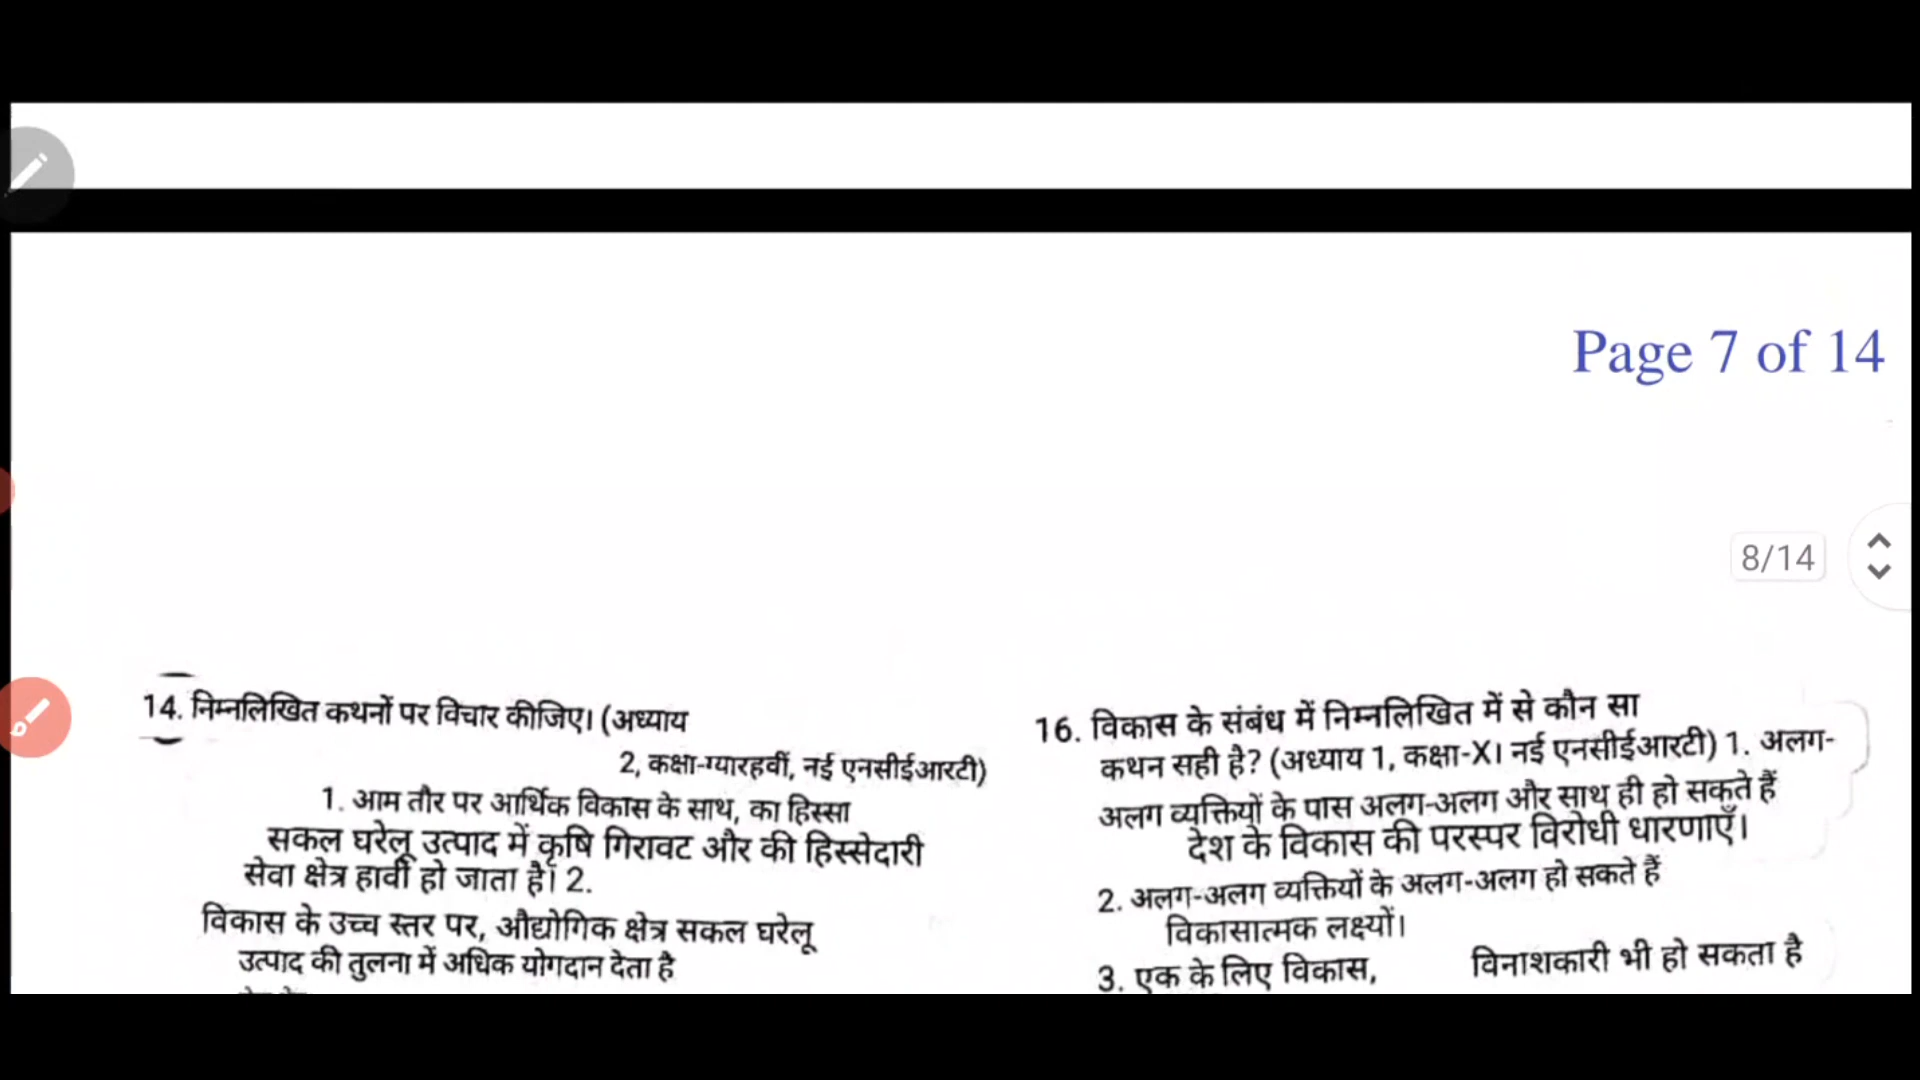 Page 7 of 14
8/14
14. निम्नलिखित कथनों पर विचार कीजिए। (अध्याय
2, कक्षा-ग्यारहवीं, नई एनसीईआरटी)
1. आम तौर पर आर्थिक विकास के साथ, का हिस्सा
सकल घरेलू उत्पाद में कृषि गिरावट और की हिस्सेदारी
सेवा क्षेत्र हावी हो जाता है। 2.
विकास के उच्च स्तर पर, औद्योगिक क्षेत्र सकल घरेलू
उत्पाद की तुलना में अधिक योगदान देता है
16. विकास के संबंध में निम्नलिखित में से कौन सा
कथन सही है? (अध्याय 1, कक्षा-X। नई एनसीईआरटी) 1. अलग-
अलग व्यक्तियों के पास अलग-अलग और साथ ही हो सकते हैं
देश के विकास की परस्पर विरोधी धारणाएँ।
2. अलग-अलग व्यक्तियों के अलग-अलग हो सकते हैं
विकासात्मक लक्ष्यों।
3. एक के लिए विकास, विनाशकारी भी हो सकता है